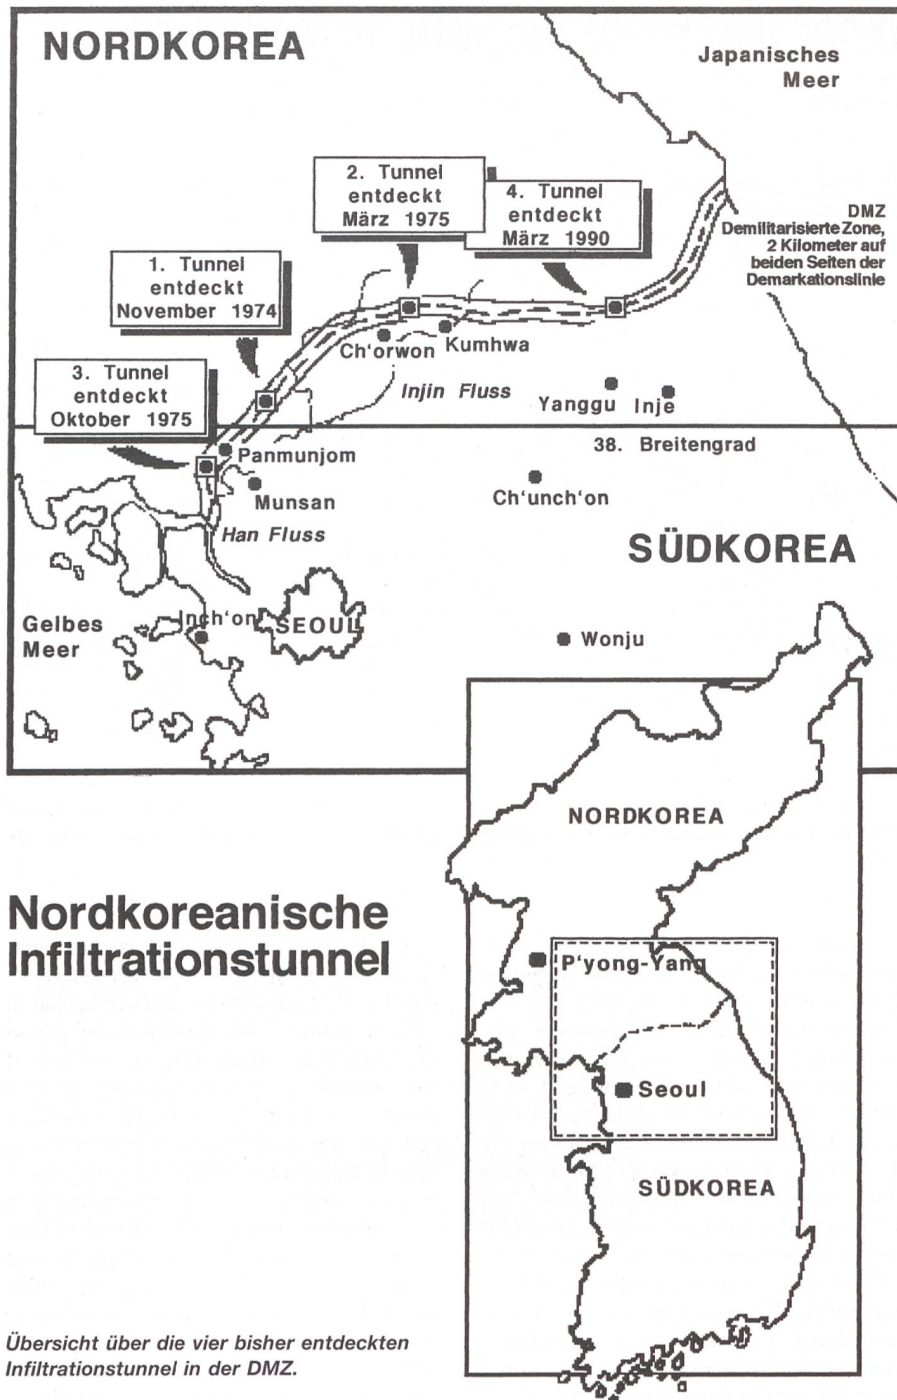 NORDKOREA
Japanisches
Meer
2. Tunnel
entdeckt
März 1975
4. Tunnel
entdeckt
März 1990
DMZ
Demilitarisierte Zone,
2 Kilometer auf
beiden Seiten der
Demarkationslinie
1. Tunnel
entdeckt
November 1974
Ch'orwon
Kumhwa
3. Tunnel
entdeckt
Oktober 1975
Injin Fluss
Yanggu
Inje
38. Breitengrad
Panmunjom
Munsan
Ch'unch'on
Han Fluss
SÜDKOREA
Gelbes
Meer
Inch'on
SEOUL
Wonju
NORDKOREA
Nordkoreanische
Infiltrationstunnel
P'yong-Yang
Seoul
SÜDKOREA
Übersicht über die vier bisher entdeckten
Infiltrationstunnel in der DMZ.